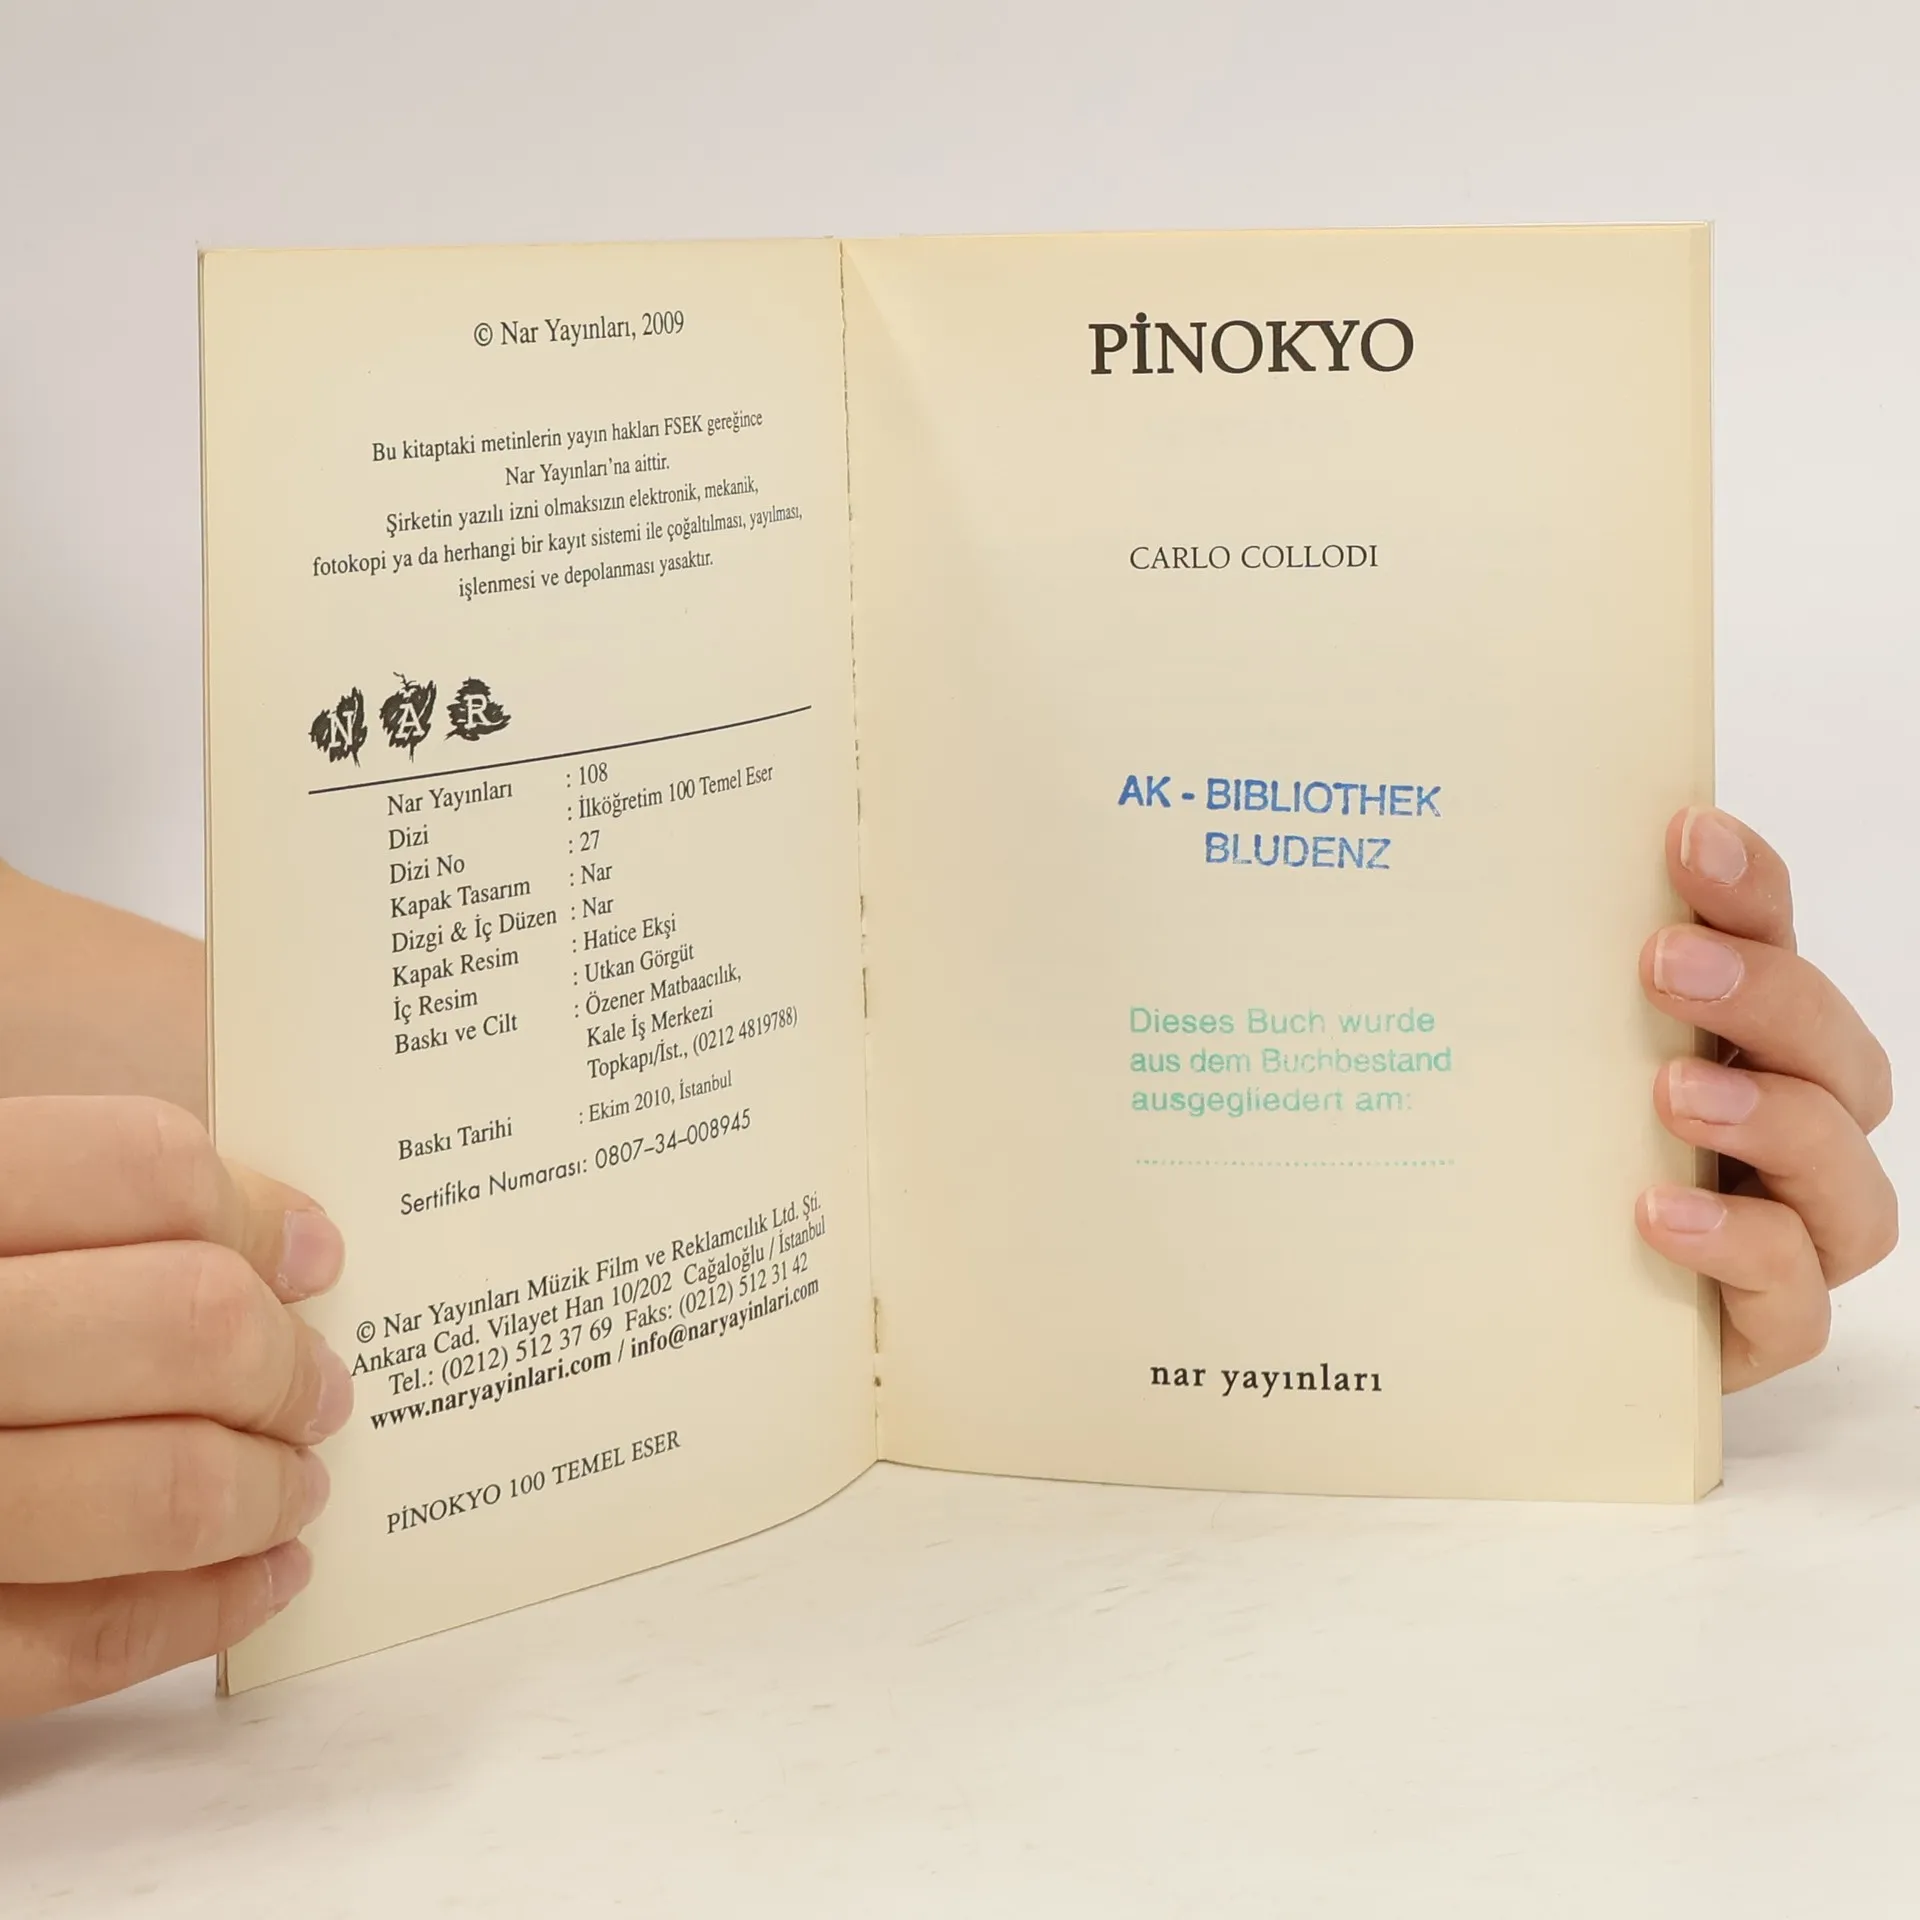 © Nar Yayınları, 2009
Bu kitaptaki metinlerin yayın hakları FSEK gereğince
Nar Yayınları'na aittir.
Şirketin yazılı izni olmaksızın elektronik, mekanik,
fotokopi ya da herhangi bir kayıt sistemi ile çoğaltılması, yayılması,
işlenmesi ve depolanması yasaktır.
NAR
Nar Yayınları : 108
Dizi : İlköğretim 100 Temel Eser
Dizi No : 27
Kapak Tasarım : Nar
Dizgi & İç Düzen : Nar
Kapak Resim : Hatice Ekşi
İç Resim : Utkan Görgüt
Baskı ve Cilt : Özener Matbaacılık,
Kale İş Merkezi
Topkapı/İst., (0212 4819788)
Baskı Tarihi : Ekim 2010, İstanbul
Sertifika Numarası: 0807-34-008945
© Nar Yayınları Müzik Film ve Reklamcılık Ltd. Şti.
Ankara Cad. Vilayet Han 10/202 Cağaloğlu / İstanbul
Tel.: (0212) 512 37 69 Faks: (0212) 512 31 42
www.naryayinlari.com / info@naryayinlari.com
PİNOKYO 100 TEMEL ESER
PİNOKYO
CARLO COLLODI
AK - BIBLIOTHEK
BLUDENZ
Dieses Buch wurde
aus dem Buchbestand
ausgegliedert am:
nar yayınları